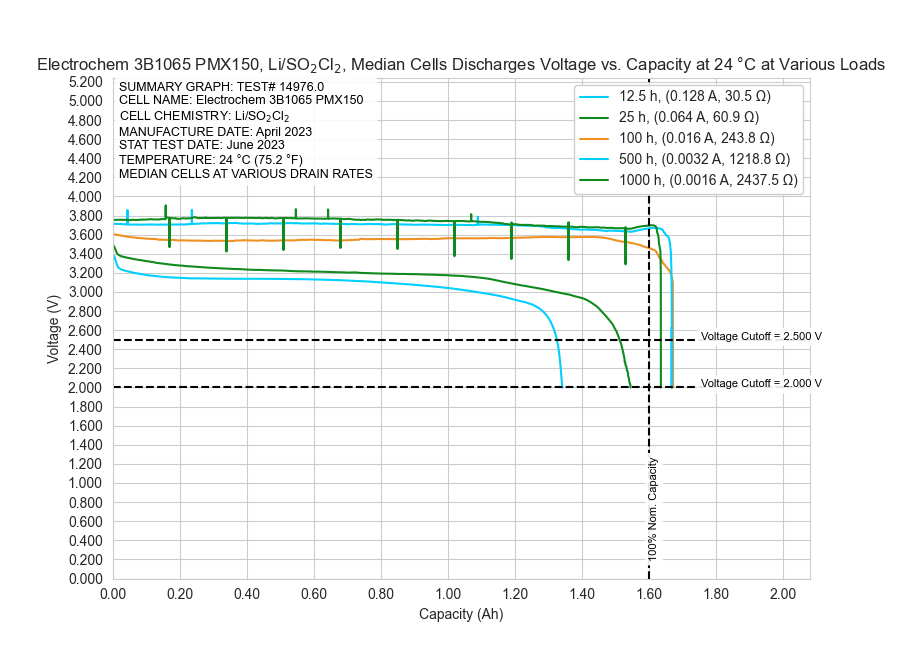 Electrochem 3B1065 PMX150, Li/SO₂Cl₂, Median Cells Discharges Voltage vs. Capacity at 24 °C at Various Loads
SUMMARY GRAPH: TEST# 14976.0
CELL NAME: Electrochem 3B1065 PMX150
CELL CHEMISTRY: Li/SO₂Cl₂
MANUFACTURE DATE: April 2023
STAT TEST DATE: June 2023
TEMPERATURE: 24 °C (75.2 °F)
MEDIAN CELLS AT VARIOUS DRAIN RATES
12.5 h, (0.128 A, 30.5 Ω)
25 h, (0.064 A, 60.9 Ω)
100 h, (0.016 A, 243.8 Ω)
500 h, (0.0032 A, 1218.8 Ω)
1000 h, (0.0016 A, 2437.5 Ω)
Voltage (V)
5.200
5.000
4.800
4.600
4.400
4.200
4.000
3.800
3.600
3.400
3.200
3.000
2.800
2.600
2.400
2.200
2.000
1.800
1.600
1.400
1.200
1.000
0.800
0.600
0.400
0.200
0.000
Voltage Cutoff = 2.500 V
Voltage Cutoff = 2.000 V
100% Nom. Capacity
0.00 0.20 0.40 0.60 0.80 1.00 1.20 1.40 1.60 1.80 2.00
Capacity (Ah)